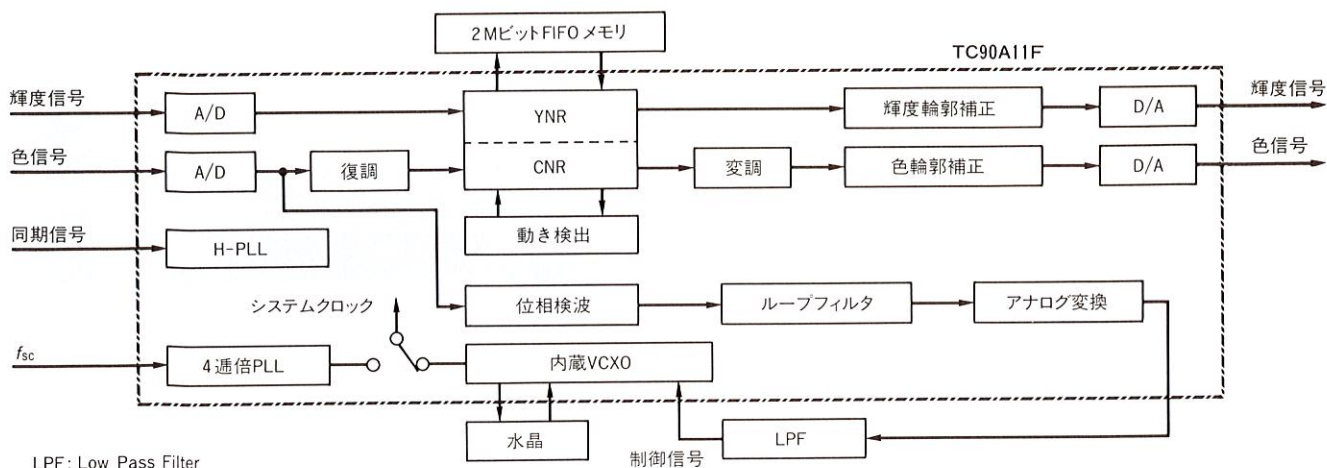 2MビットFIFOメモリ
TC90A11F
輝度信号
A/D
YNR
輝度輪郭補正
D/A
輝度信号
色信号
A/D
復調
CNR
変調
色輪郭補正
D/A
色信号
動き検出
同期信号
H-PLL
システムクロック
位相検波
ループフィルタ
アナログ変換
fsc
4逓倍PLL
内蔵VCXO
水晶
制御信号
LPF
LPF: Low Pass Filter